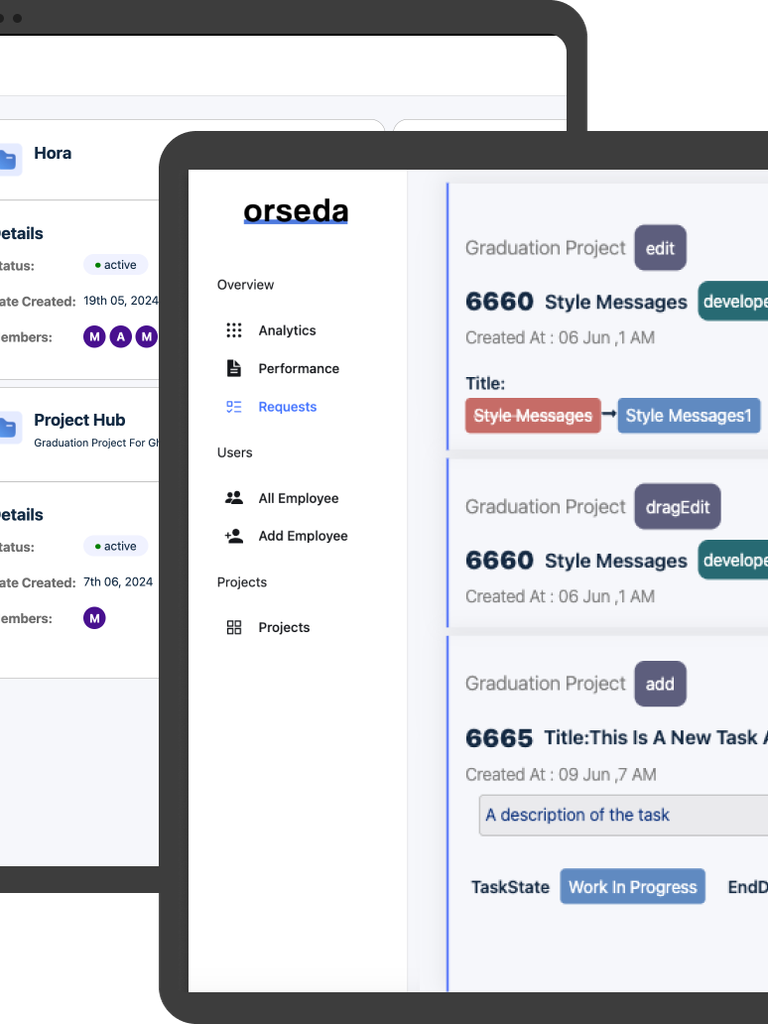 Hora
etails
tatus:
active
ate Created:
19th 05, 2024
embers:
M A M
Project Hub
Graduation Project For Gh
etails
tatus:
active
ate Created:
7th 06, 2024
embers:
M
orseda
Overview
Analytics
Performance
Requests
Users
All Employee
Add Employee
Projects
Projects
Graduation Project edit
6660 Style Messages develope
Created At : 06 Jun ,1 AM
Title:
Style Messages Style Messages1
Graduation Project dragEdit
6660 Style Messages develope
Created At : 06 Jun ,1 AM
Graduation Project add
6665 Title:This Is A New Task A
Created At : 09 Jun ,7 AM
A description of the task
TaskState Work In Progress EndD